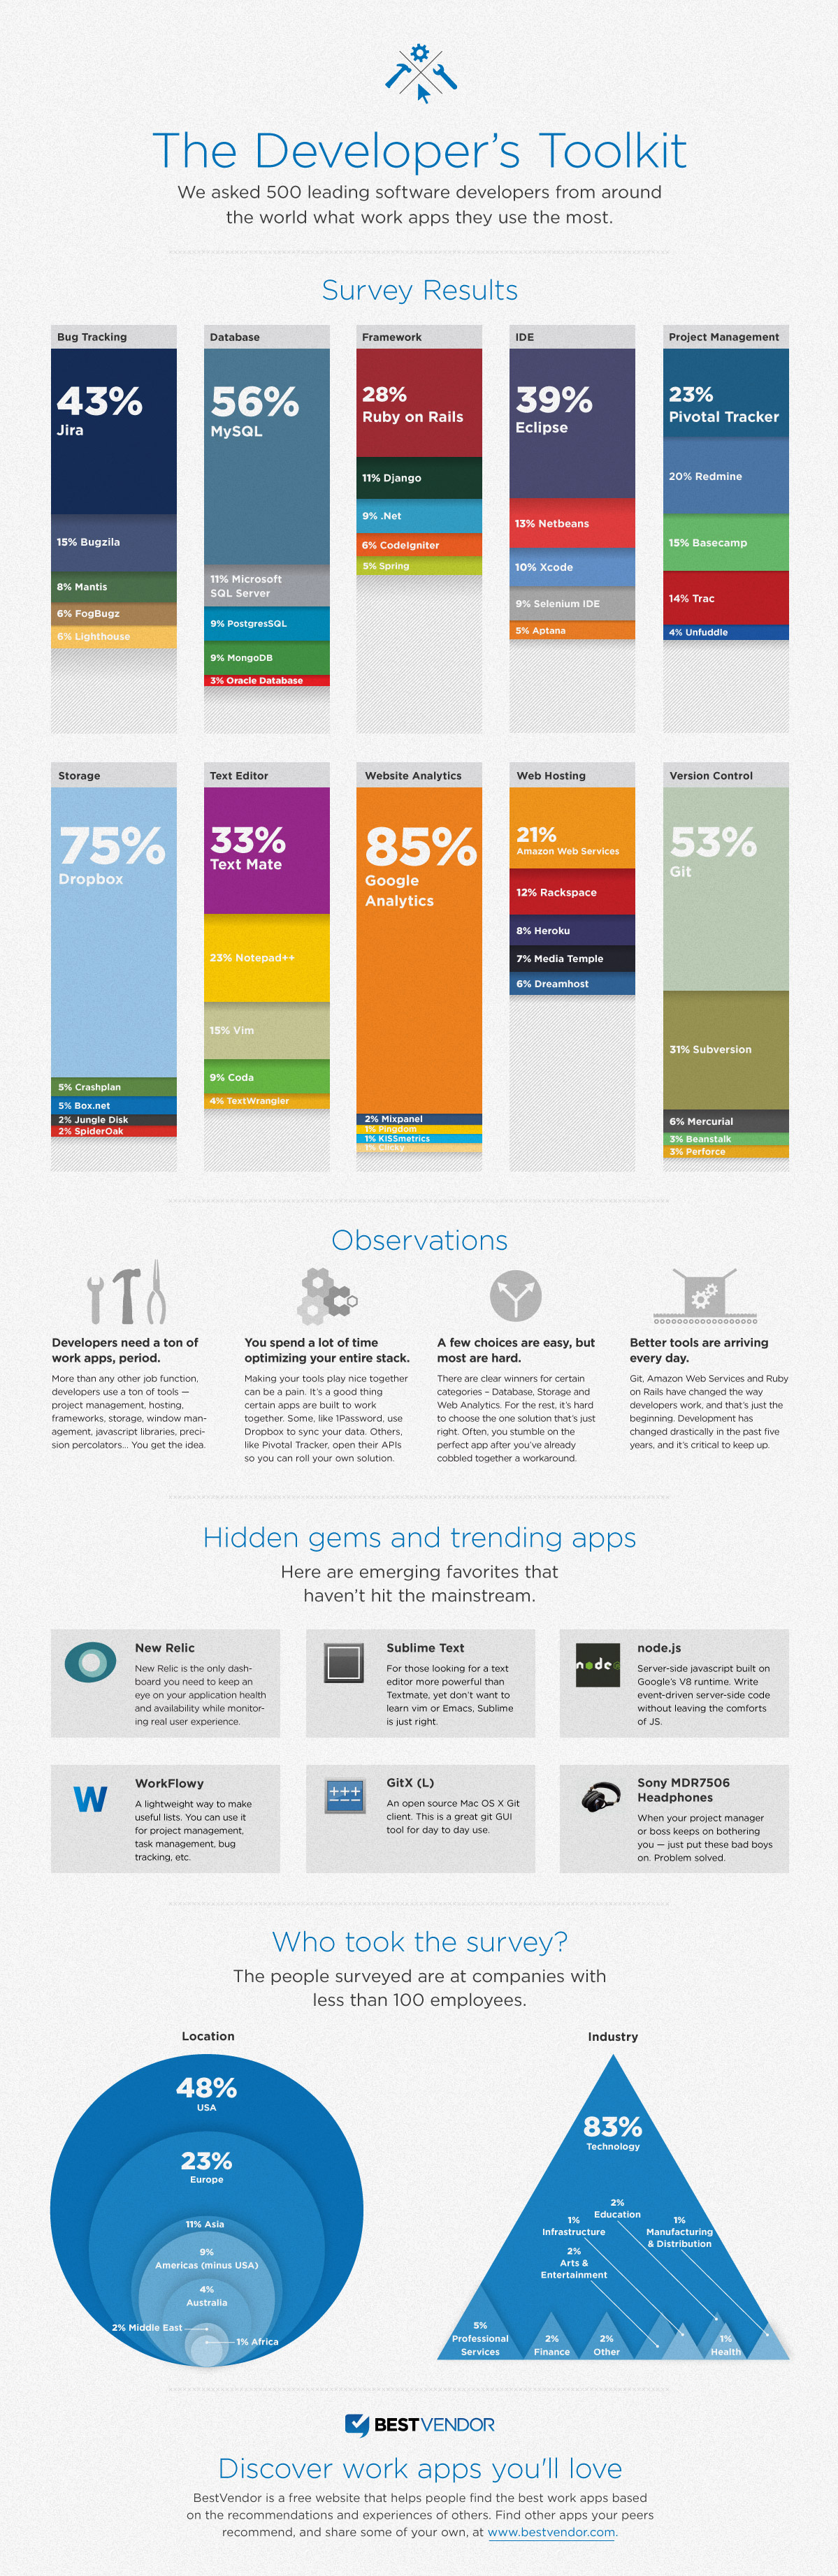 The Developer's Toolkit
We asked 500 leading software developers from around
the world what work apps they use the most.
Survey Results
Bug Tracking
43%
Jira
15% Bugzila
8% Mantis
6% FogBugz
6% Lighthouse
Database
56%
MySQL
11% Microsoft
SQL Server
9% PostgresSQL
9% MongoDB
3% Oracle Database
Framework
28%
Ruby on Rails
11% Django
9% .Net
6% CodeIgniter
5% Spring
IDE
39%
Eclipse
13% Netbeans
10% Xcode
9% Selenium IDE
5% Aptana
Project Management
23%
Pivotal Tracker
20% Redmine
15% Basecamp
14% Trac
4% Unfuddle
Storage
75%
Dropbox
5% Crashplan
5% Box.net
2% Jungle Disk
2% SpiderOak
Text Editor
33%
Text Mate
23% Notepad++
15% Vim
9% Coda
4% TextWrangler
Website Analytics
85%
Google
Analytics
2% Mixpanel
1% Pingdom
1% KISSmetrics
1% Clicky
Web Hosting
21%
Amazon Web Services
12% Rackspace
8% Heroku
7% Media Temple
6% Dreamhost
Version Control
53%
Git
31% Subversion
6% Mercurial
3% Beanstalk
3% Perforce
Observations
Developers need a ton of
work apps, period.
More than any other job function,
developers use a ton of tools —
project management, hosting,
frameworks, storage, window man-
agement, javascript libraries, preci-
sion percolators... You get the idea.
You spend a lot of time
optimizing your entire stack.
Making your tools play nice together
can be a pain. It's a good thing
certain apps are built to work
together. Some, like 1Password, use
Dropbox to sync your data. Others,
like Pivotal Tracker, open their APIs
so you can roll your own solution.
A few choices are easy, but
most are hard.
There are clear winners for certain
categories – Database, Storage and
Web Analytics. For the rest, it's hard
to choose the one solution that's just
right. Often, you stumble on the
perfect app after you've already
cobbled together a workaround.
Better tools are arriving
every day.
Git, Amazon Web Services and Ruby
on Rails have changed the way
developers work, and that's just the
beginning. Development has
changed drastically in the past five
years, and it's critical to keep up.
Hidden gems and trending apps
Here are emerging favorites that
haven't hit the mainstream.
New Relic
New Relic is the only dash-
board you need to keep an
eye on your application health
and availability while monitor-
ing real user experience.
Sublime Text
For those looking for a text
editor more powerful than
Textmate, yet don't want to
learn vim or Emacs, Sublime
is just right.
node
node.js
Server-side javascript built on
Google's V8 runtime. Write
event-driven server-side code
without leaving the comforts
of JS.
W
WorkFlowy
A lightweight way to make
useful lists. You can use it
for project management,
task management, bug
tracking, etc.
+++
---
GitX (L)
An open source Mac OS X Git
client. This is a great git GUI
tool for day to day use.
Sony MDR7506
Headphones
When your project manager
or boss keeps on bothering
you — just put these bad boys
on. Problem solved.
Who took the survey?
The people surveyed are at companies with
less than 100 employees.
Location
48%
USA
23%
Europe
11% Asia
9%
Americas (minus USA)
4%
Australia
2% Middle East
1% Africa
Industry
83%
Technology
2%
Education
1%
Infrastructure
1%
Manufacturing
& Distribution
2%
Arts &
Entertainment
5%
Professional
Services
2%
Finance
2%
Other
1%
Health
BESTVENDOR
Discover work apps you'll love
BestVendor is a free website that helps people find the best work apps based
on the recommendations and experiences of others. Find other apps your peers
recommend, and share some of your own, at www.bestvendor.com.